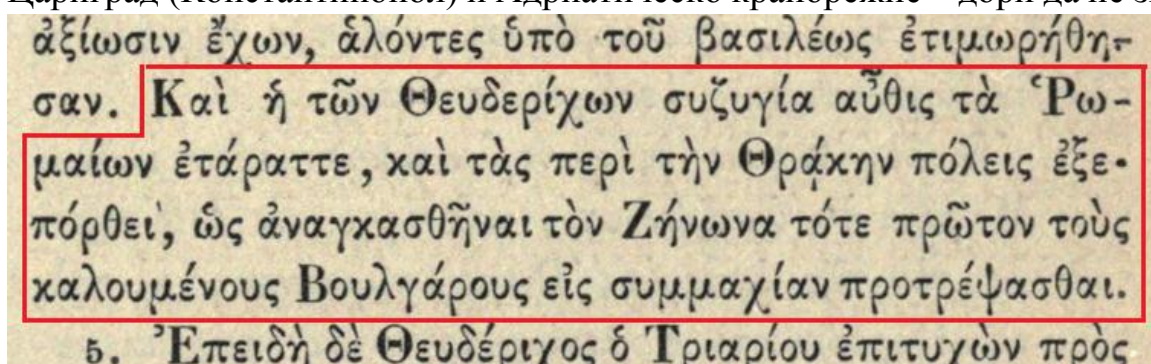 Цариград (Константинопол) и Адриатическо крайбрежие – дори да не
ἀξίωσιν ἔχων, ἁλόντες ὑπὸ τοῦ βασιλέως ἐτιμωρήθη-
σαν. Καὶ ἡ τῶν Θευδερίχων συζυγία αὖθις τὰ Ῥω-
μαίων ἐτάραττε, καὶ τὰς περὶ τὴν Θρᾴκην πόλεις ἐξε-
πόρθει, ὡς ἀναγκασθῆναι τὸν Ζήνωνα τότε πρῶτον τοὺς
καλουμένους Βουλγάρους εἰς συμμαχίαν προτρέψασθαι.
5. Ἐπειδὴ δὲ Θευδέριχος ὁ Τριαρίου ἐπιτυχὼν πρὸς